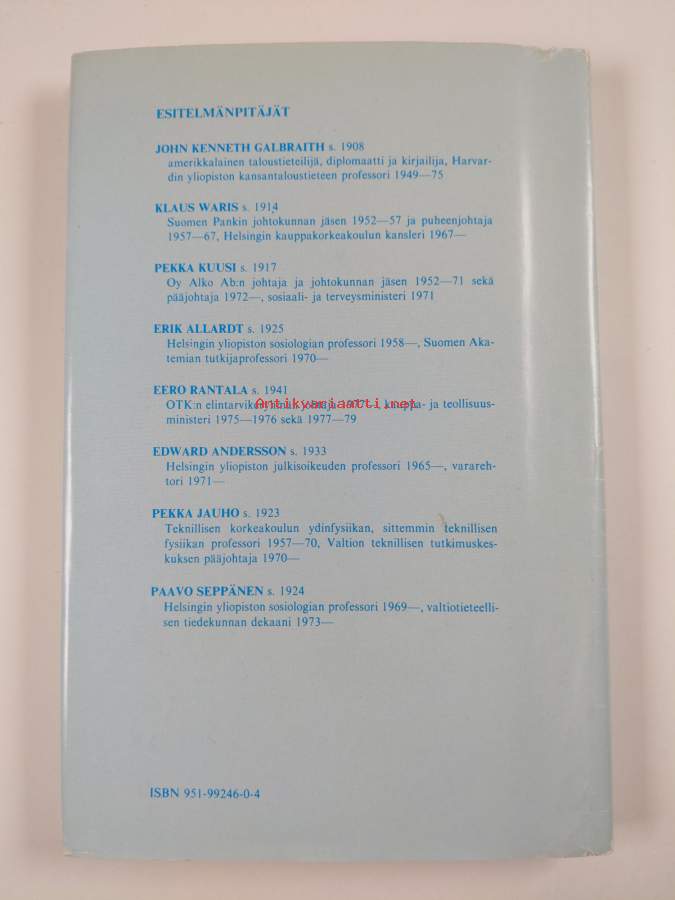 ESITELMÄNPITÄJÄT
JOHN KENNETH GALBRAITH s. 1908
amerikkalainen taloustieteilijä, diplomaatti ja kirjailija, Harvar-
din yliopiston kansantaloustieteen professori 1949—75
KLAUS WARIS s. 1914
Suomen Pankin johtokunnan jäsen 1952—57 ja puheenjohtaja
1957—67, Helsingin kauppakorkeakoulun kansleri 1967—
PEKKA KUUSI s. 1917
Oy Alko Ab:n johtaja ja johtokunnan jäsen 1952—71 sekä
pääjohtaja 1972—, sosiaali- ja terveysministeri 1971
ERIK ALLARDT s. 1925
Helsingin yliopiston sosiologian professori 1958—, Suomen Aka-
temian tutkijaprofessori 1970—
EERO RANTALA s. 1941
OTK:n kauppa- ja teollisuus-
Antikvariaatti.net
ministeri 1975—1976 sekä 1977—79
EDWARD ANDERSSON s. 1933
Helsingin yliopiston julkisoikeuden professori 1965—, varareh-
tori 1971—
PEKKA JAUHO s. 1923
Teknillisen korkeakoulun ydinfysiikan, sittemmin teknillisen
fysiikan professori 1957—70, Valtion teknillisen tutkimuskes-
kuksen pääjohtaja 1970—
PAAVO SEPPÄNEN s. 1924
Helsingin yliopiston sosiologian professori 1969—, valtiotieteelli-
sen tiedekunnan dekaani 1973—
ISBN 951-99246-0-4